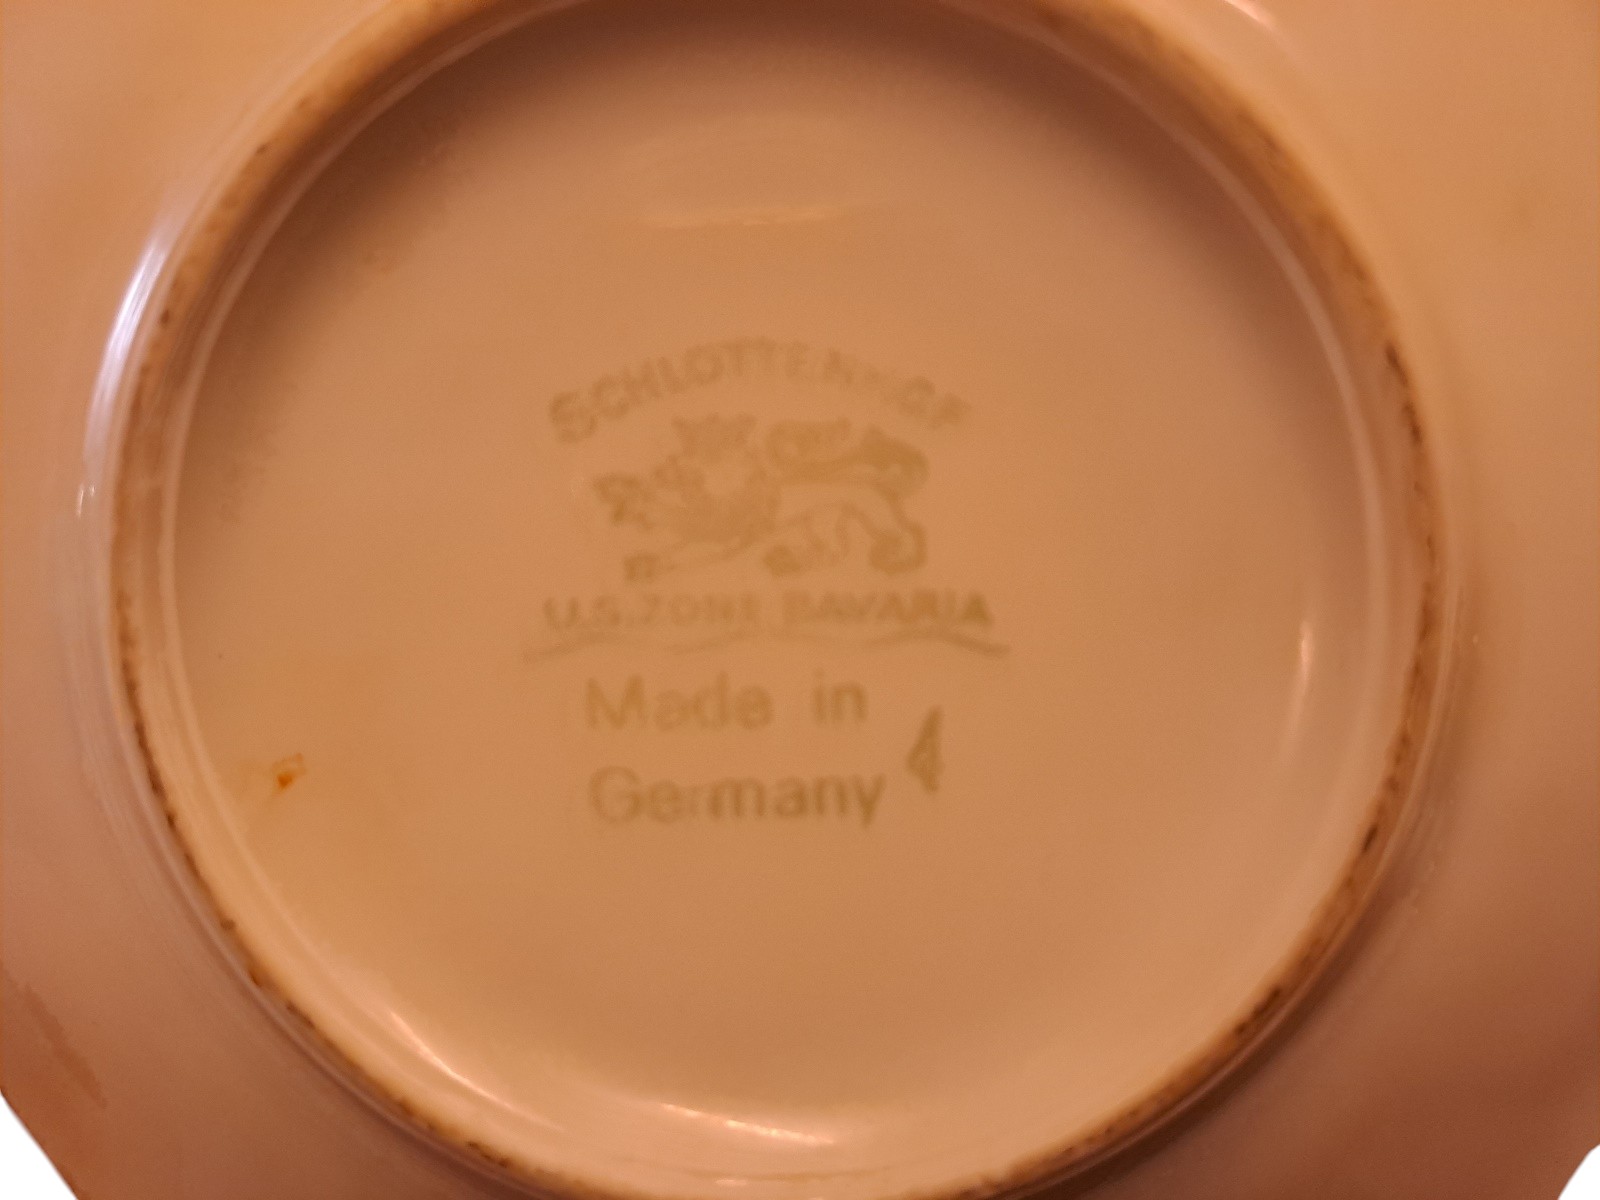 SCHLOTTENHOF
U.S.ZONE BAVARIA
Made in
Germany 4